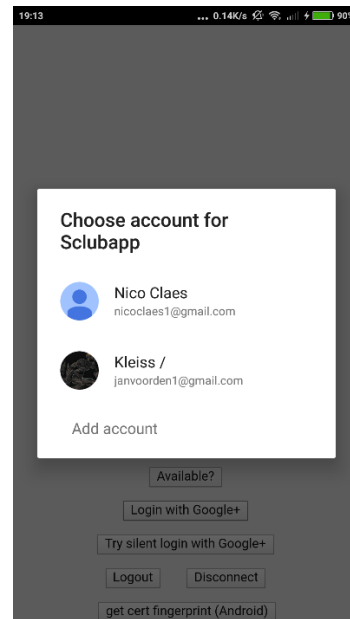 19:13 ... 0.14K/s 90%
Choose account for
Sclubapp
Nico Claes
nicoclaes1@gmail.com
Kleiss /
janvoorden1@gmail.com
Add account
Available?
Login with Google+
Try silent login with Google+
Logout Disconnect
get cert fingerprint (Android)